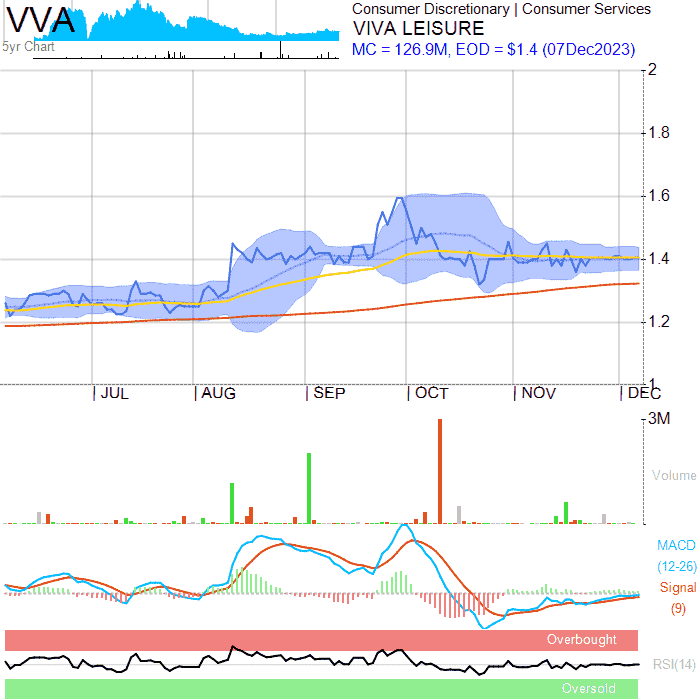 VVA
5yr Chart
Consumer Discretionary | Consumer Services
VIVA LEISURE
MC = 126.9M, EOD = $1.4 (07Dec2023)
2
1.8
1.6
1.4
1.2
1
JUL AUG SEP OCT NOV DEC
3M
Volume
MACD
(12-26)
Signal
(9)
Overbought
RSI(14)
Oversold